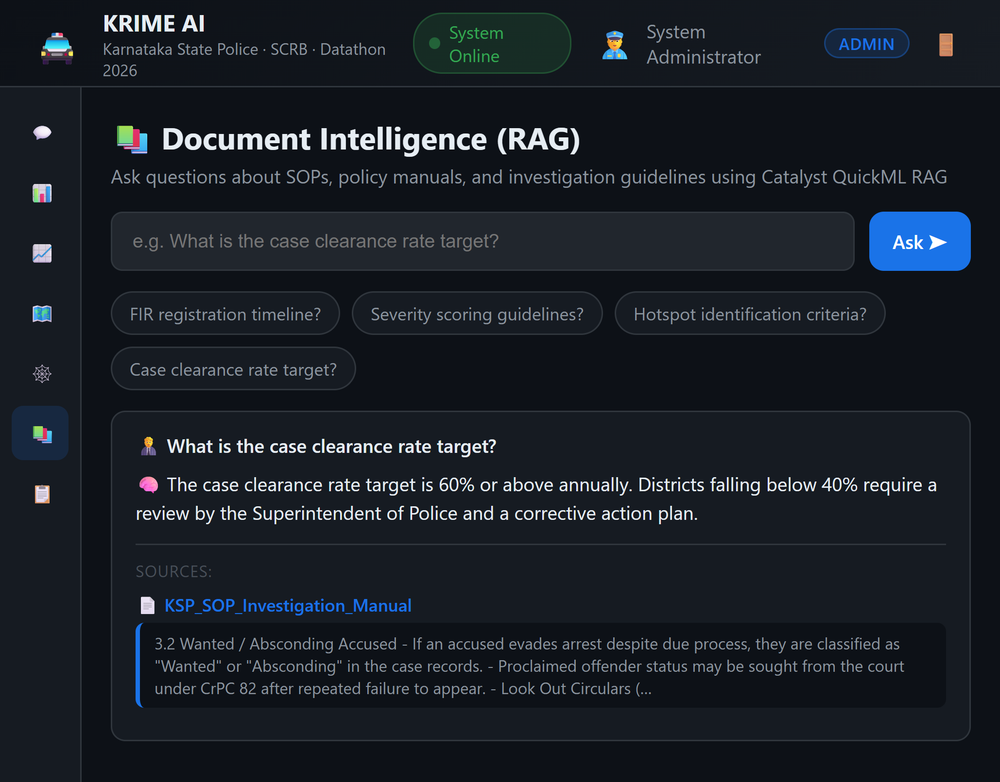 KRIME AI
Karnataka State Police · SCRB · Datathon
2026
System
Online
System
Administrator
ADMIN
Document Intelligence (RAG)
Ask questions about SOPs, policy manuals, and investigation guidelines using Catalyst QuickML RAG
e.g. What is the case clearance rate target?
Ask ➤
FIR registration timeline?
Severity scoring guidelines?
Hotspot identification criteria?
Case clearance rate target?
What is the case clearance rate target?
The case clearance rate target is 60% or above annually. Districts falling below 40% require a
review by the Superintendent of Police and a corrective action plan.
SOURCES:
KSP_SOP_Investigation_Manual
3.2 Wanted / Absconding Accused - If an accused evades arrest despite due process, they are classified as
"Wanted" or "Absconding" in the case records. - Proclaimed offender status may be sought from the court
under CrPC 82 after repeated failure to appear. - Look Out Circulars (...